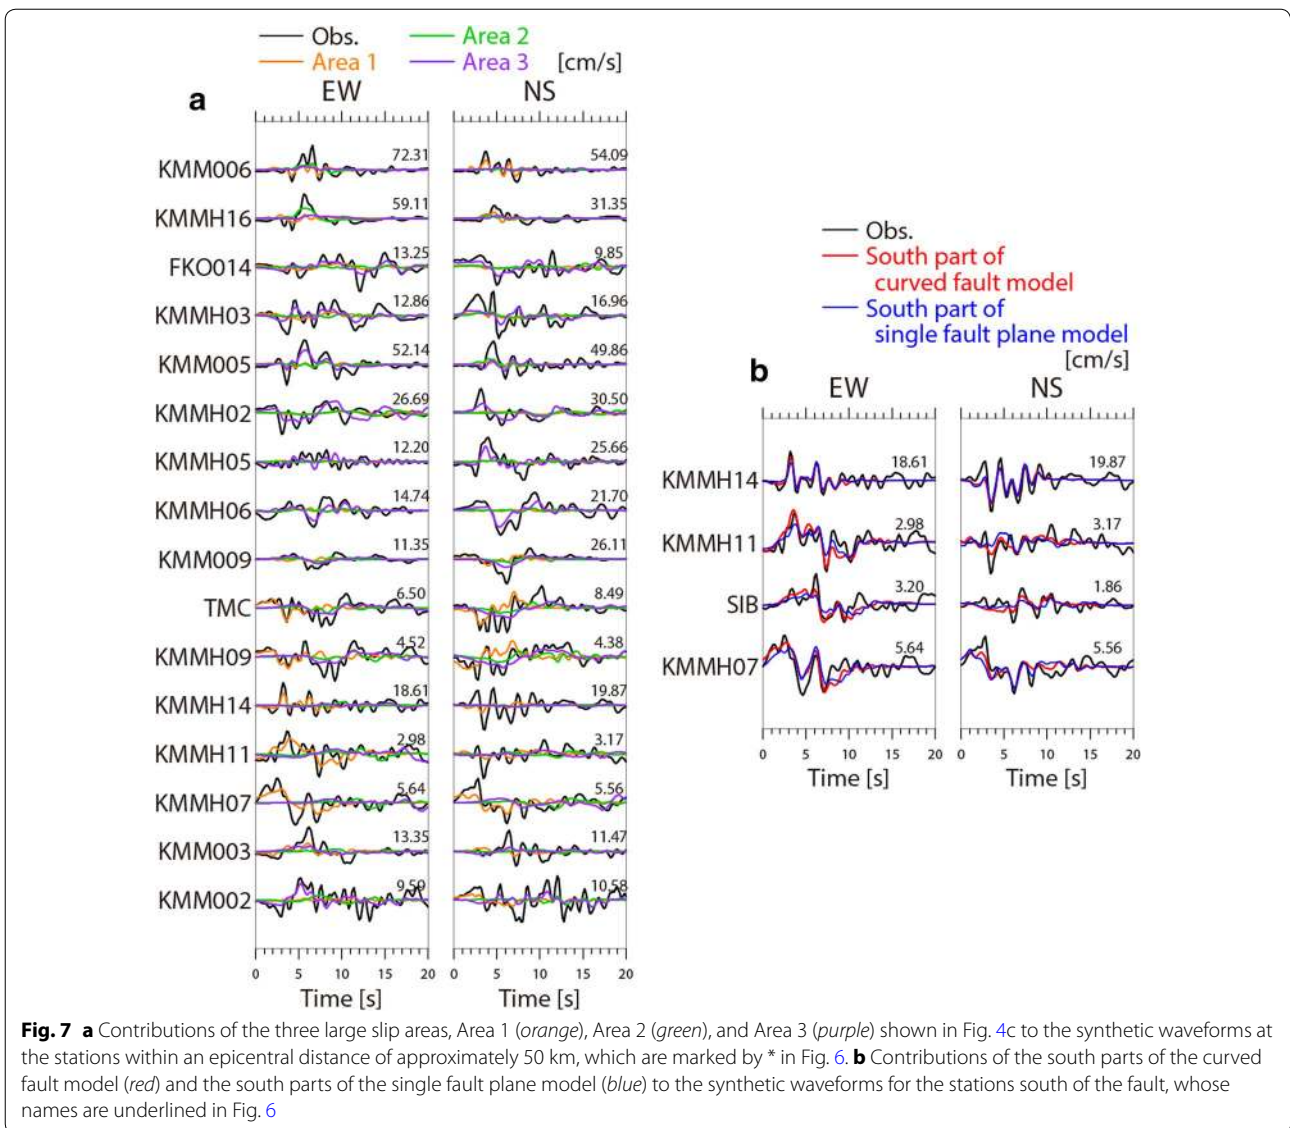 Obs. Area 2
Area 1 Area 3 [cm/s]
a EW NS
KMM006 72.31 54.09
KMMH16 59.11 31.35
FKO014 13.25 9.85
KMMH03 12.86 16.96
KMM005 52.14 49.86
KMMH02 26.69 30.50
KMMH05 12.20 25.66
KMMH06 14.74 21.70
KMM009 11.35 26.11
TMC 6.50 8.49
KMMH09 4.52 4.38
KMMH14 18.61 19.87
KMMH11 2.98 3.17
KMMH07 5.64 5.56
KMM003 13.35 11.47
KMM002 9.59 10.58
0 5 10 15 20 0 5 10 15 20
Time [s] Time [s]
Obs.
South part of
curved fault model
South part of
single fault plane model
[cm/s]
b EW NS
KMMH14 18.61 19.87
KMMH11 2.98 3.17
SIB 3.20 1.86
KMMH07 5.64 5.56
0 5 10 15 20 0 5 10 15 20
Time [s] Time [s]
Fig. 7 a Contributions of the three large slip areas, Area 1 (orange), Area 2 (green), and Area 3 (purple) shown in Fig. 4c to the synthetic waveforms at
the stations within an epicentral distance of approximately 50 km, which are marked by * in Fig. 6. b Contributions of the south parts of the curved
fault model (red) and the south parts of the single fault plane model (blue) to the synthetic waveforms for the stations south of the fault, whose
names are underlined in Fig. 6